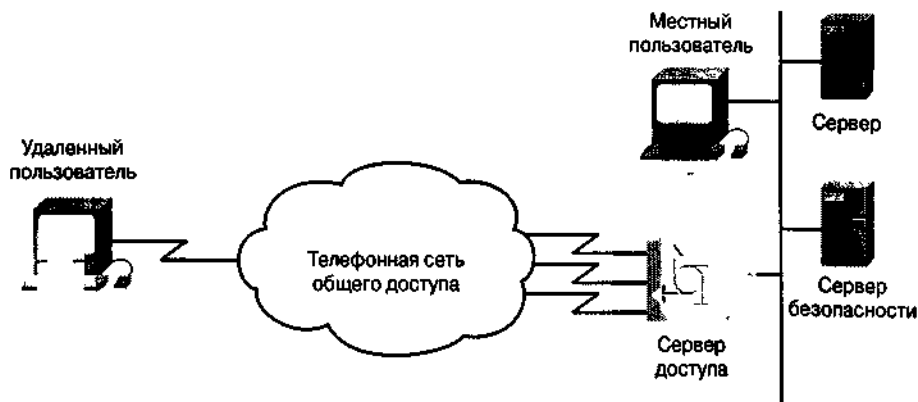 Местный
пользователь
Сервер
Удаленный
пользователь
Телефонная сеть
общего доступа
Сервер
безопасности
Сервер
доступа